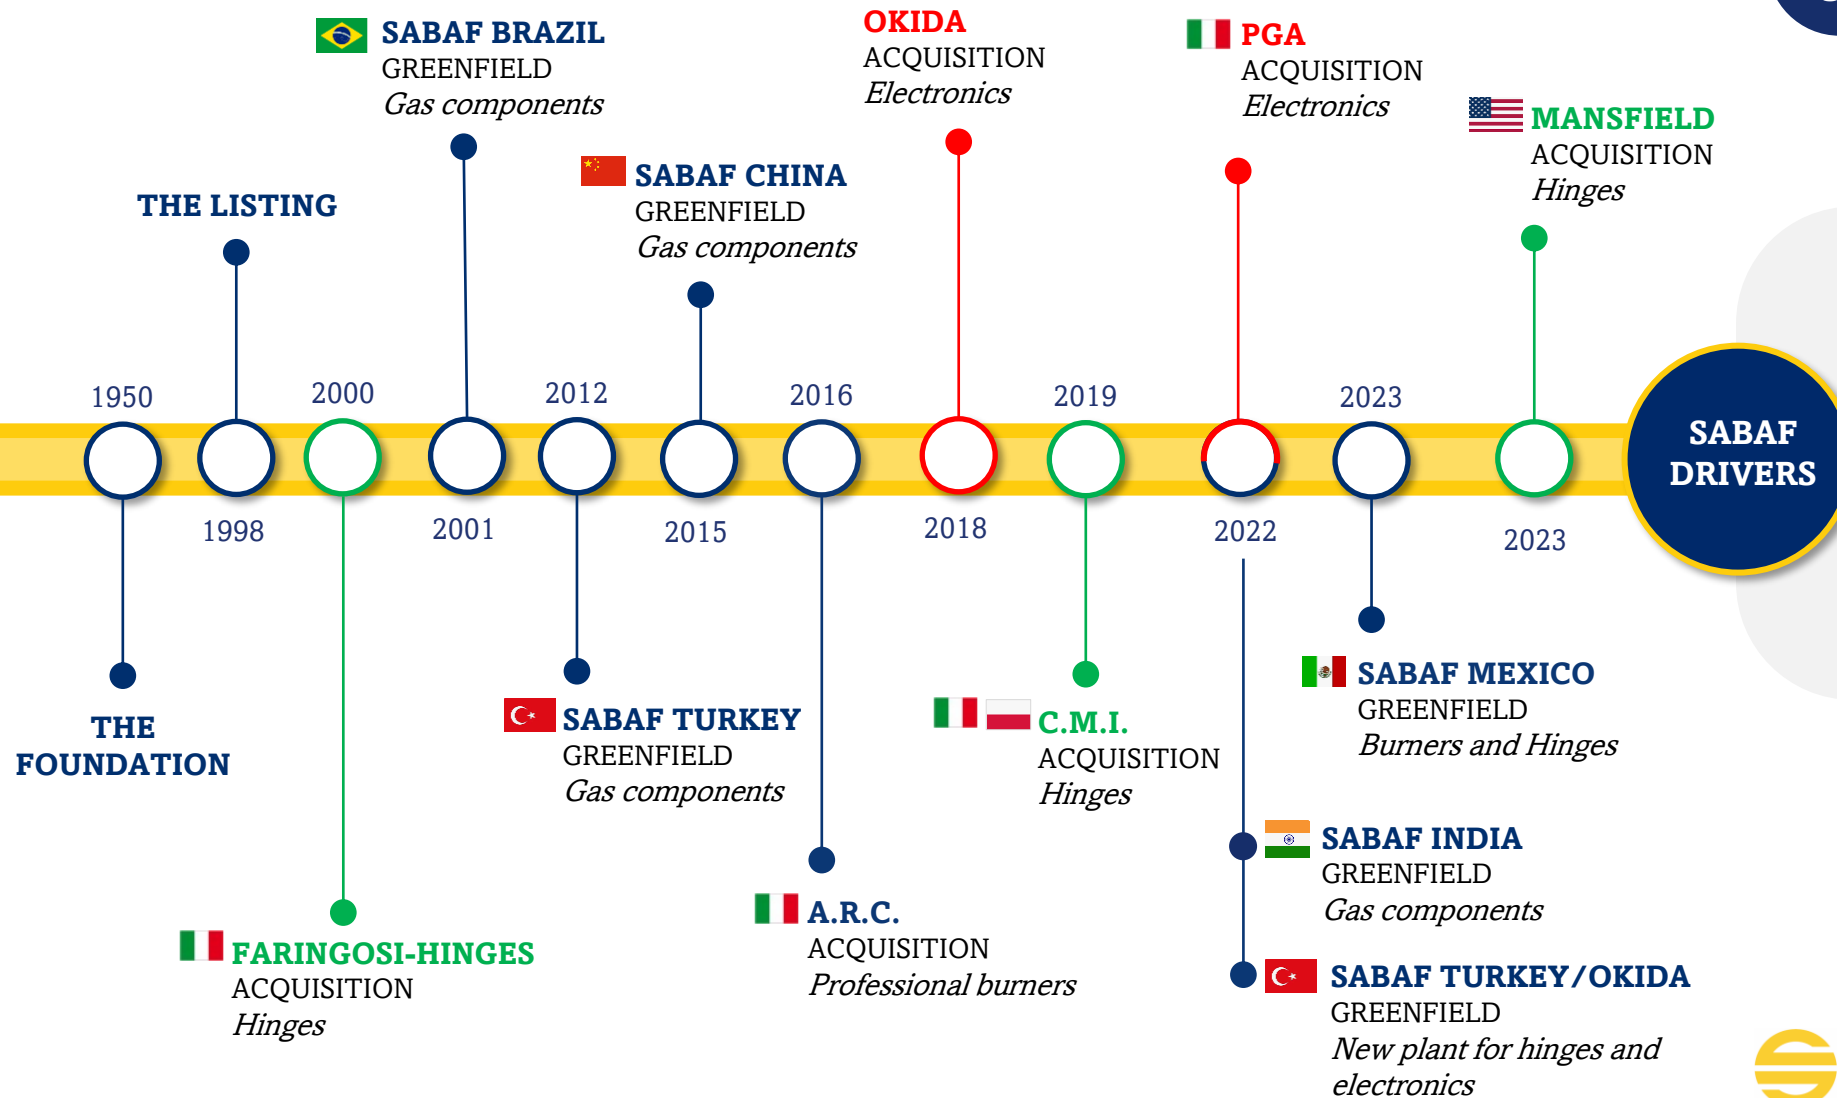 SABAF BRAZIL
GREENFIELD
Gas components
OKIDA
ACQUISITION
Electronics
PGA
ACQUISITION
Electronics
MANSFIELD
ACQUISITION
Hinges
SABAF CHINA
GREENFIELD
Gas components
THE LISTING
1950
2000
2012
2016
2019
2023
SABAF
DRIVERS
1998
2001
2015
2018
2022
2023
THE
FOUNDATION
SABAF TURKEY
GREENFIELD
Gas components
C.M.I.
ACQUISITION
Hinges
SABAF MEXICO
GREENFIELD
Burners and Hinges
SABAF INDIA
GREENFIELD
Gas components
A.R.C.
ACQUISITION
Professional burners
FARINGOSI-HINGES
ACQUISITION
Hinges
SABAF TURKEY/OKIDA
GREENFIELD
New plant for hinges and
electronics